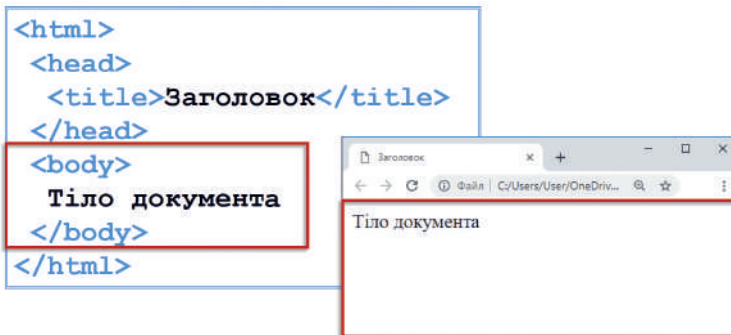 <html>
<head>
<title>Заголовок</title>
</head>
<body>
Тіло документа
</body>
</html>
Заголовок
Файл | C:/Users/User/OneDriv...
Тіло документа